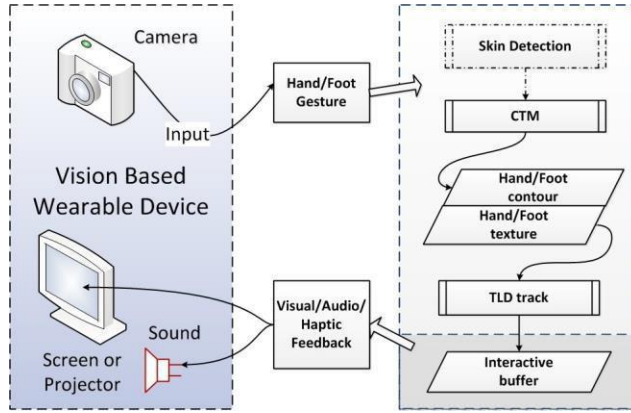 Camera
Input
Vision Based
Wearable Device
Sound
Screen or
Projector
Hand/Foot
Gesture
Visual/Audio/
Haptic
Feedback
Skin Detection
CTM
Hand/Foot
contour
Hand/Foot
texture
TLD track
Interactive
buffer